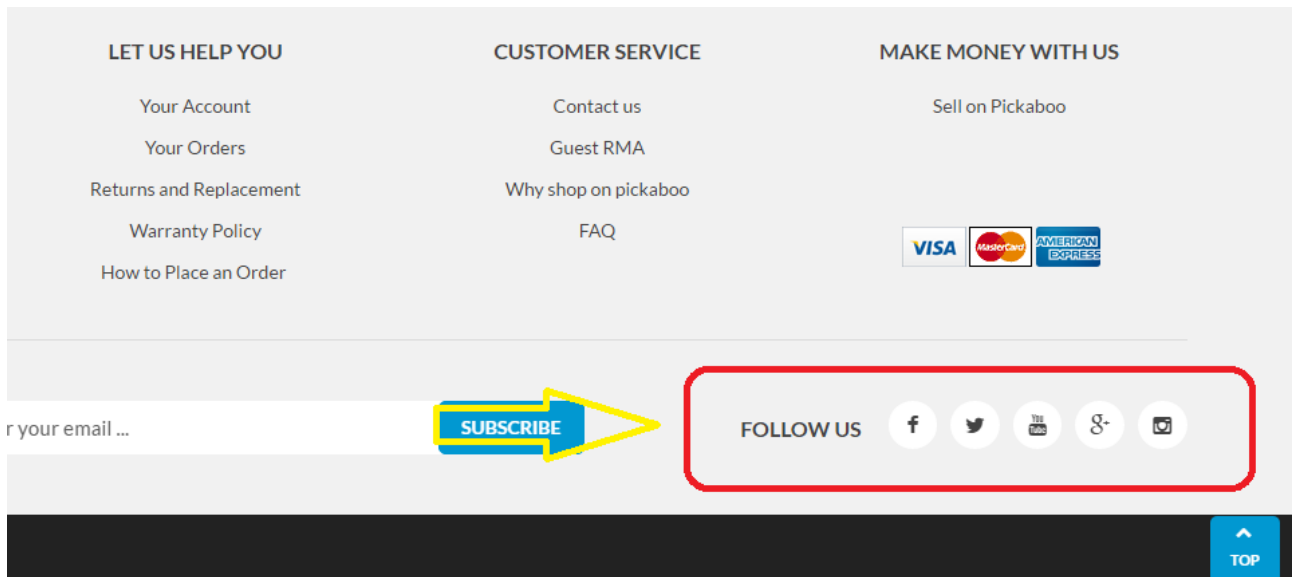 LET US HELP YOU
Your Account
Your Orders
Returns and Replacement
Warranty Policy
How to Place an Order
CUSTOMER SERVICE
Contact us
Guest RMA
Why shop on pickaboo
FAQ
MAKE MONEY WITH US
Sell on Pickaboo
VISA MasterCard AMERICAN EXPRESS
r your email ...
SUBSCRIBE
FOLLOW US
f You Tube g+
TOP